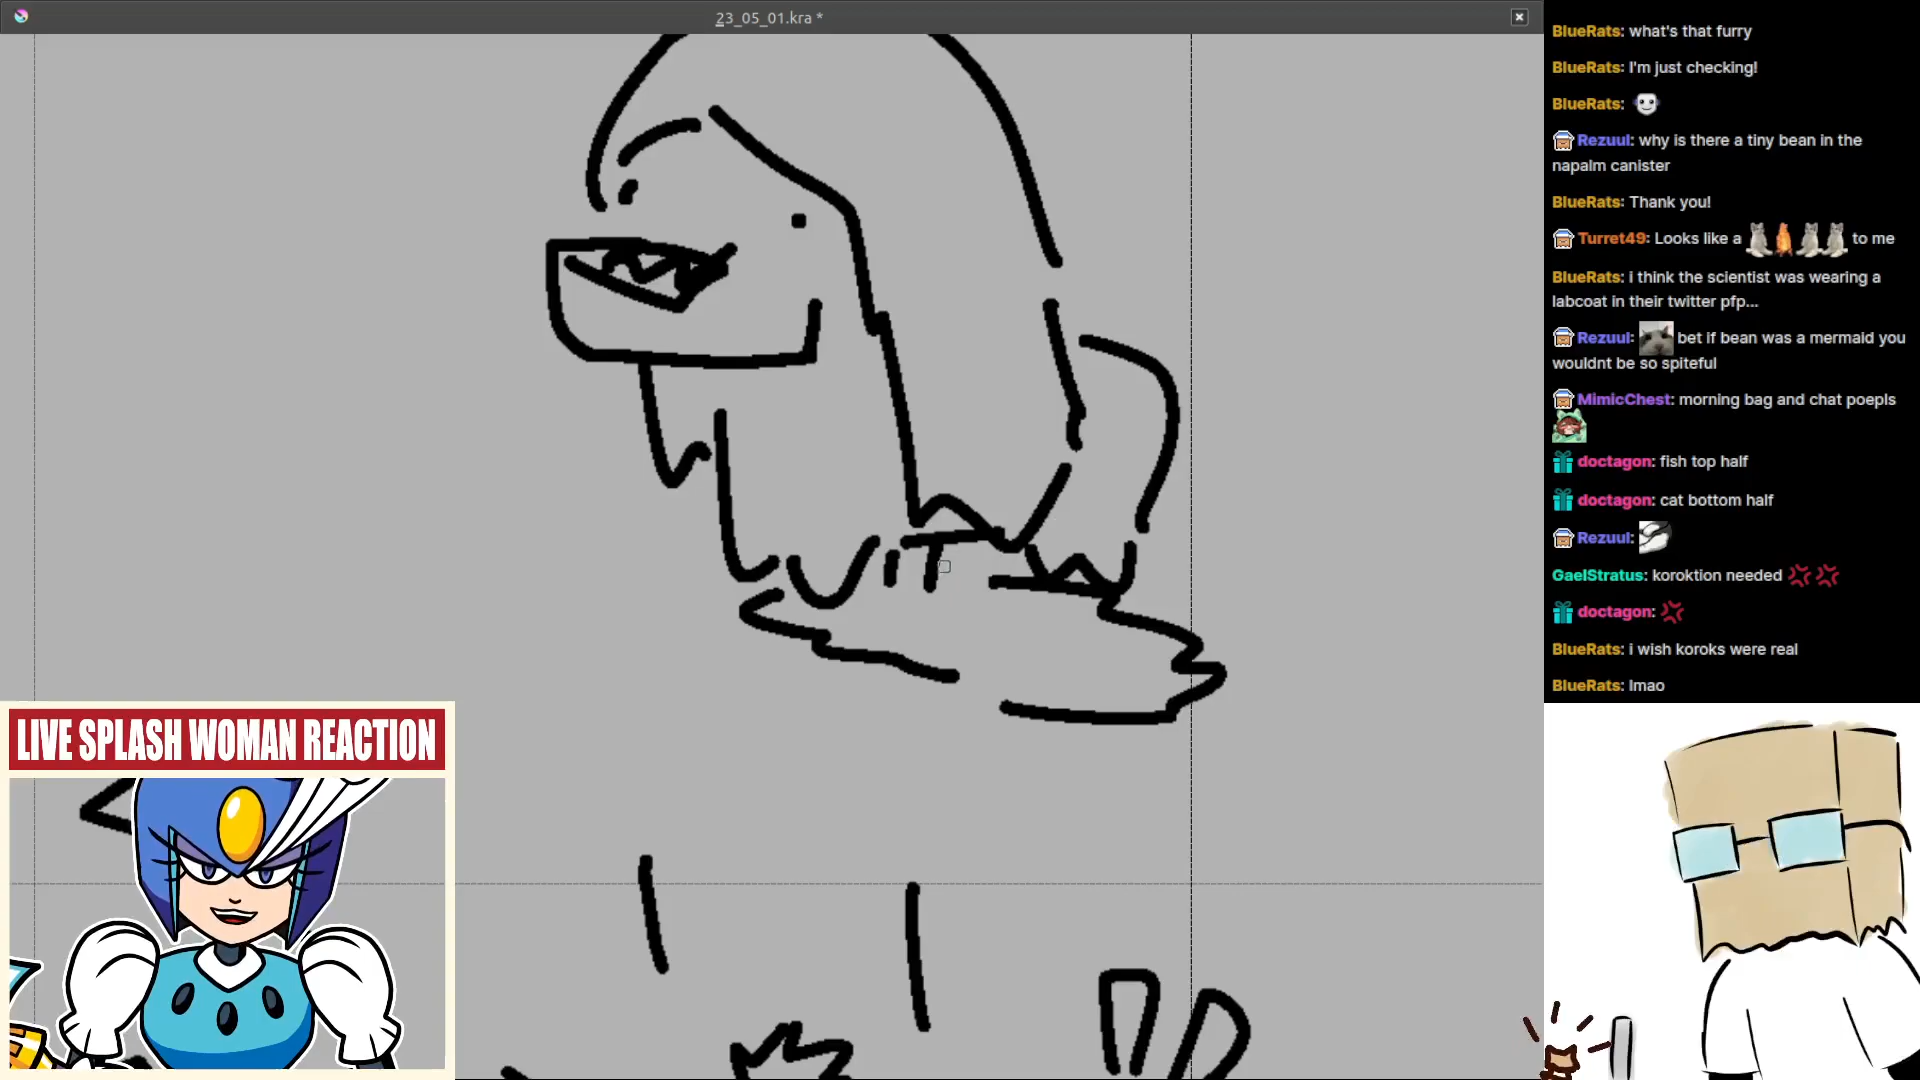 23_05_01.kra *
BlueRats: what's that furry
BlueRats: I'm just checking!
BlueRats:
Rezuul: why is there a tiny bean in the
napalm canister
BlueRats: Thank you!
Turret49: Looks like a to me
BlueRats: i think the scientist was wearing a
labcoat in their twitter pfp...
Rezuul: bet if bean was a mermaid you
wouldnt be so spiteful
MimicChest: morning bag and chat poepls
doctagon: fish top half
doctagon: cat bottom half
Rezuul:
GaelStratus: koroktion needed
doctagon:
BlueRats: i wish koroks were real
BlueRats: lmao
LIVE SPLASH WOMAN REACTION